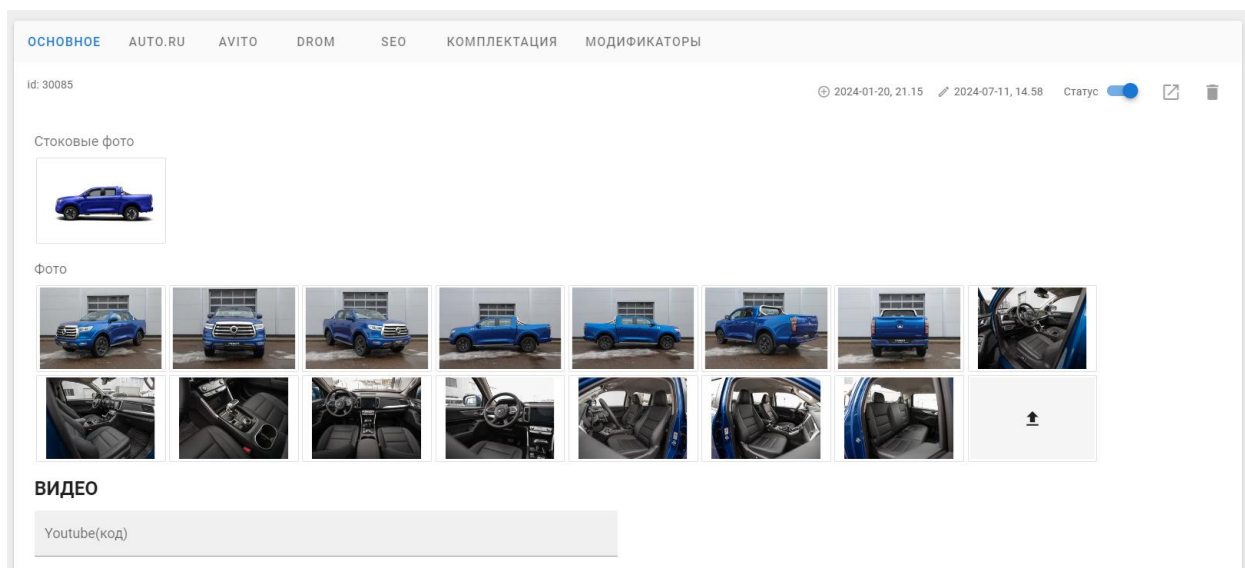 ОСНОВНОЕ AUTO.RU AVITO DROM SEO КОМПЛЕКТАЦИЯ МОДИФИКАТОРЫ
id: 30085 2024-01-20, 21.15 2024-07-11, 14.58 Статус
Стоковые фото
Фото
ВИДЕО
Youtube(код)